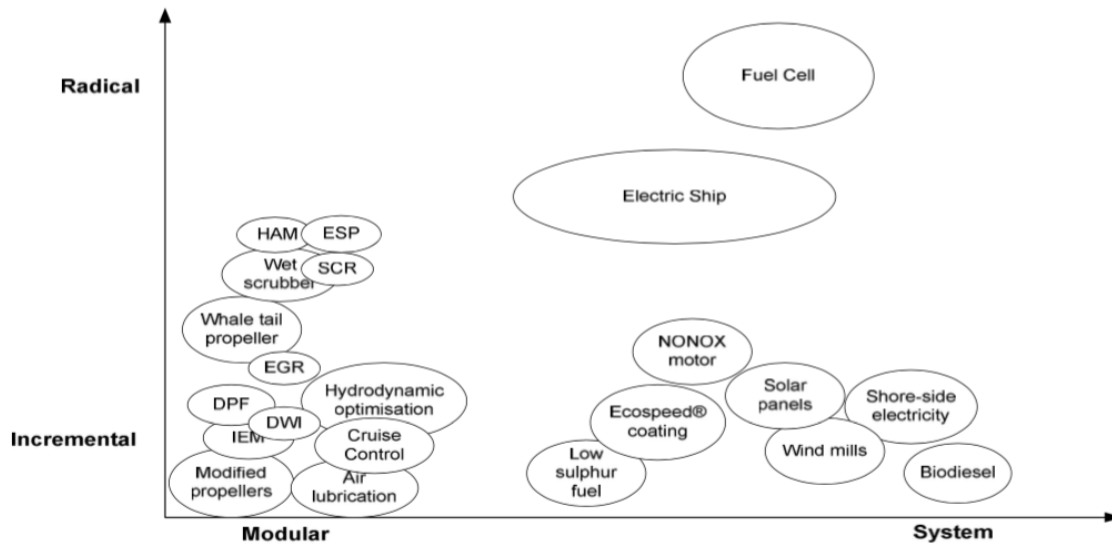 Radical
Fuel Cell
Electric Ship
HAM
ESP
Wet
scrubber
SCR
Whale tail
propeller
EGR
NONOX
motor
Hydrodynamic
optimisation
Solar
panels
Shore-side
electricity
DPF
DWI
Ecospeed®
coating
Incremental
IEM
Cruise
Control
Wind mills
Low
sulphur
fuel
Modified
propellers
Air
lubrication
Biodiesel
Modular
System